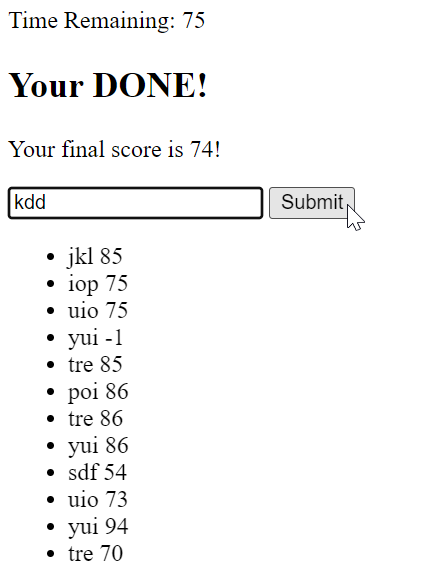 Time Remaining: 75
Your DONE!
Your final score is 74!
kdd Submit
jkl 85
iop 75
uio 75
yui -1
tre 85
poi 86
tre 86
yui 86
sdf 54
uio 73
yui 94
tre 70